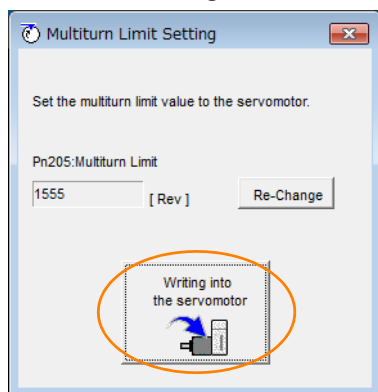 Multiturn Limit Setting
Set the multiturn limit value to the servomotor.
Pn205:Multiturn Limit
1555 [ Rev ] Re-Change
Writing into
the servomotor